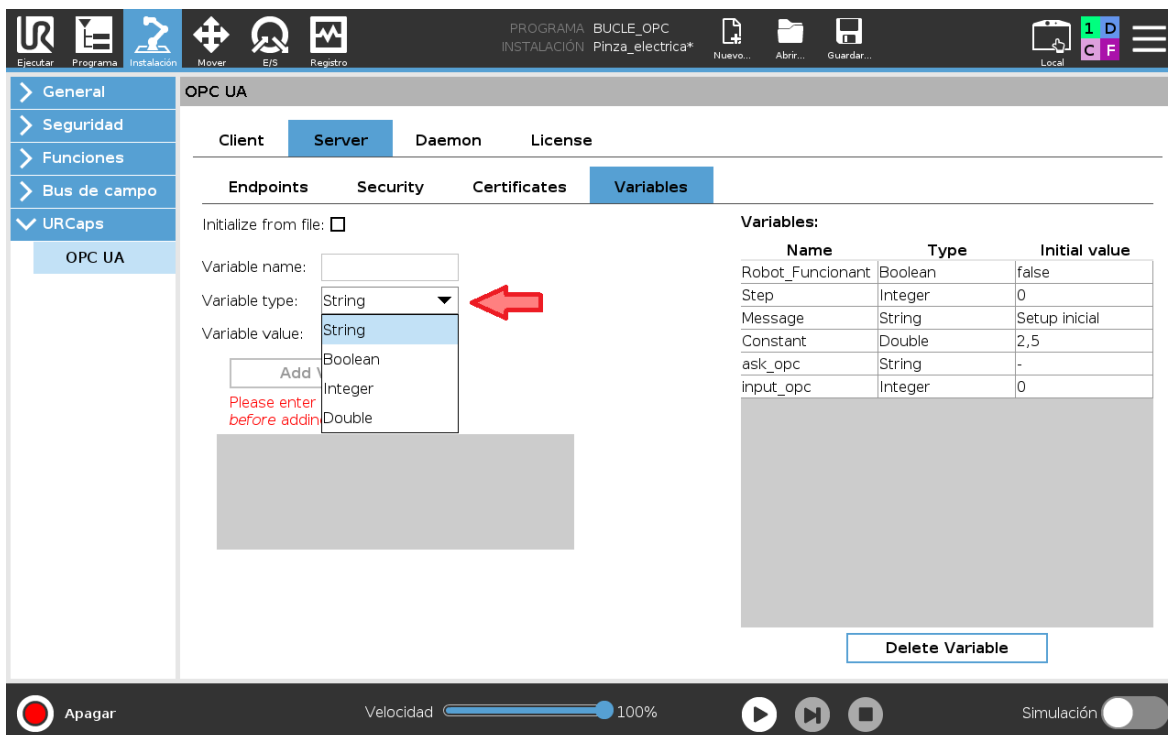 PROGRAMA BUCLE_OPC
INSTALACIÓN Pinza_electrica*
UR
1 D
C F
Ejecutar Programa Instalación Mover E/S Registro Nuevo... Abrir... Guardar... Local
General
OPC UA
Seguridad
Funciones
Bus de campo
URCaps
OPC UA
Client Server Daemon License
Endpoints Security Certificates Variables
Initialize from file:
Variable name:
Variable type: String
Variable value:
String
Boolean
Integer
Double
Add
Please enter
before addin
Variables:
Name Type Initial value
Robot_Funcionant Boolean false
Step Integer 0
Message String Setup inicial
Constant Double 2,5
ask_opc String -
input_opc Integer 0
Delete Variable
Apagar Velocidad 100% Simulación